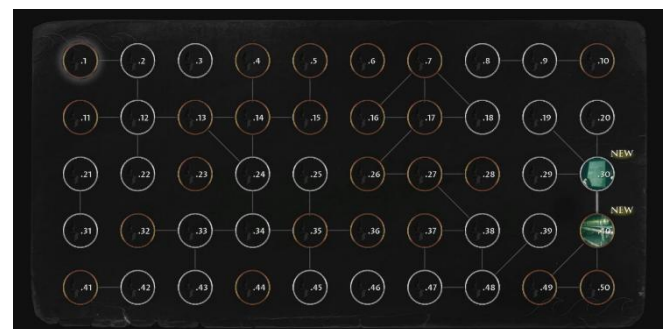 .1 .2 .3 .4 .5 .6 .7 .8 .9 .10
.11 .12 .13 .14 .15 .16 .17 .18 .19 .20
NEW
.21 .22 .23 .24 .25 .26 .27 .28 .29 .30
NEW
.31 .32 .33 .34 .35 .36 .37 .38 .39 .40
.41 .42 .43 .44 .45 .46 .47 .48 .49 .50